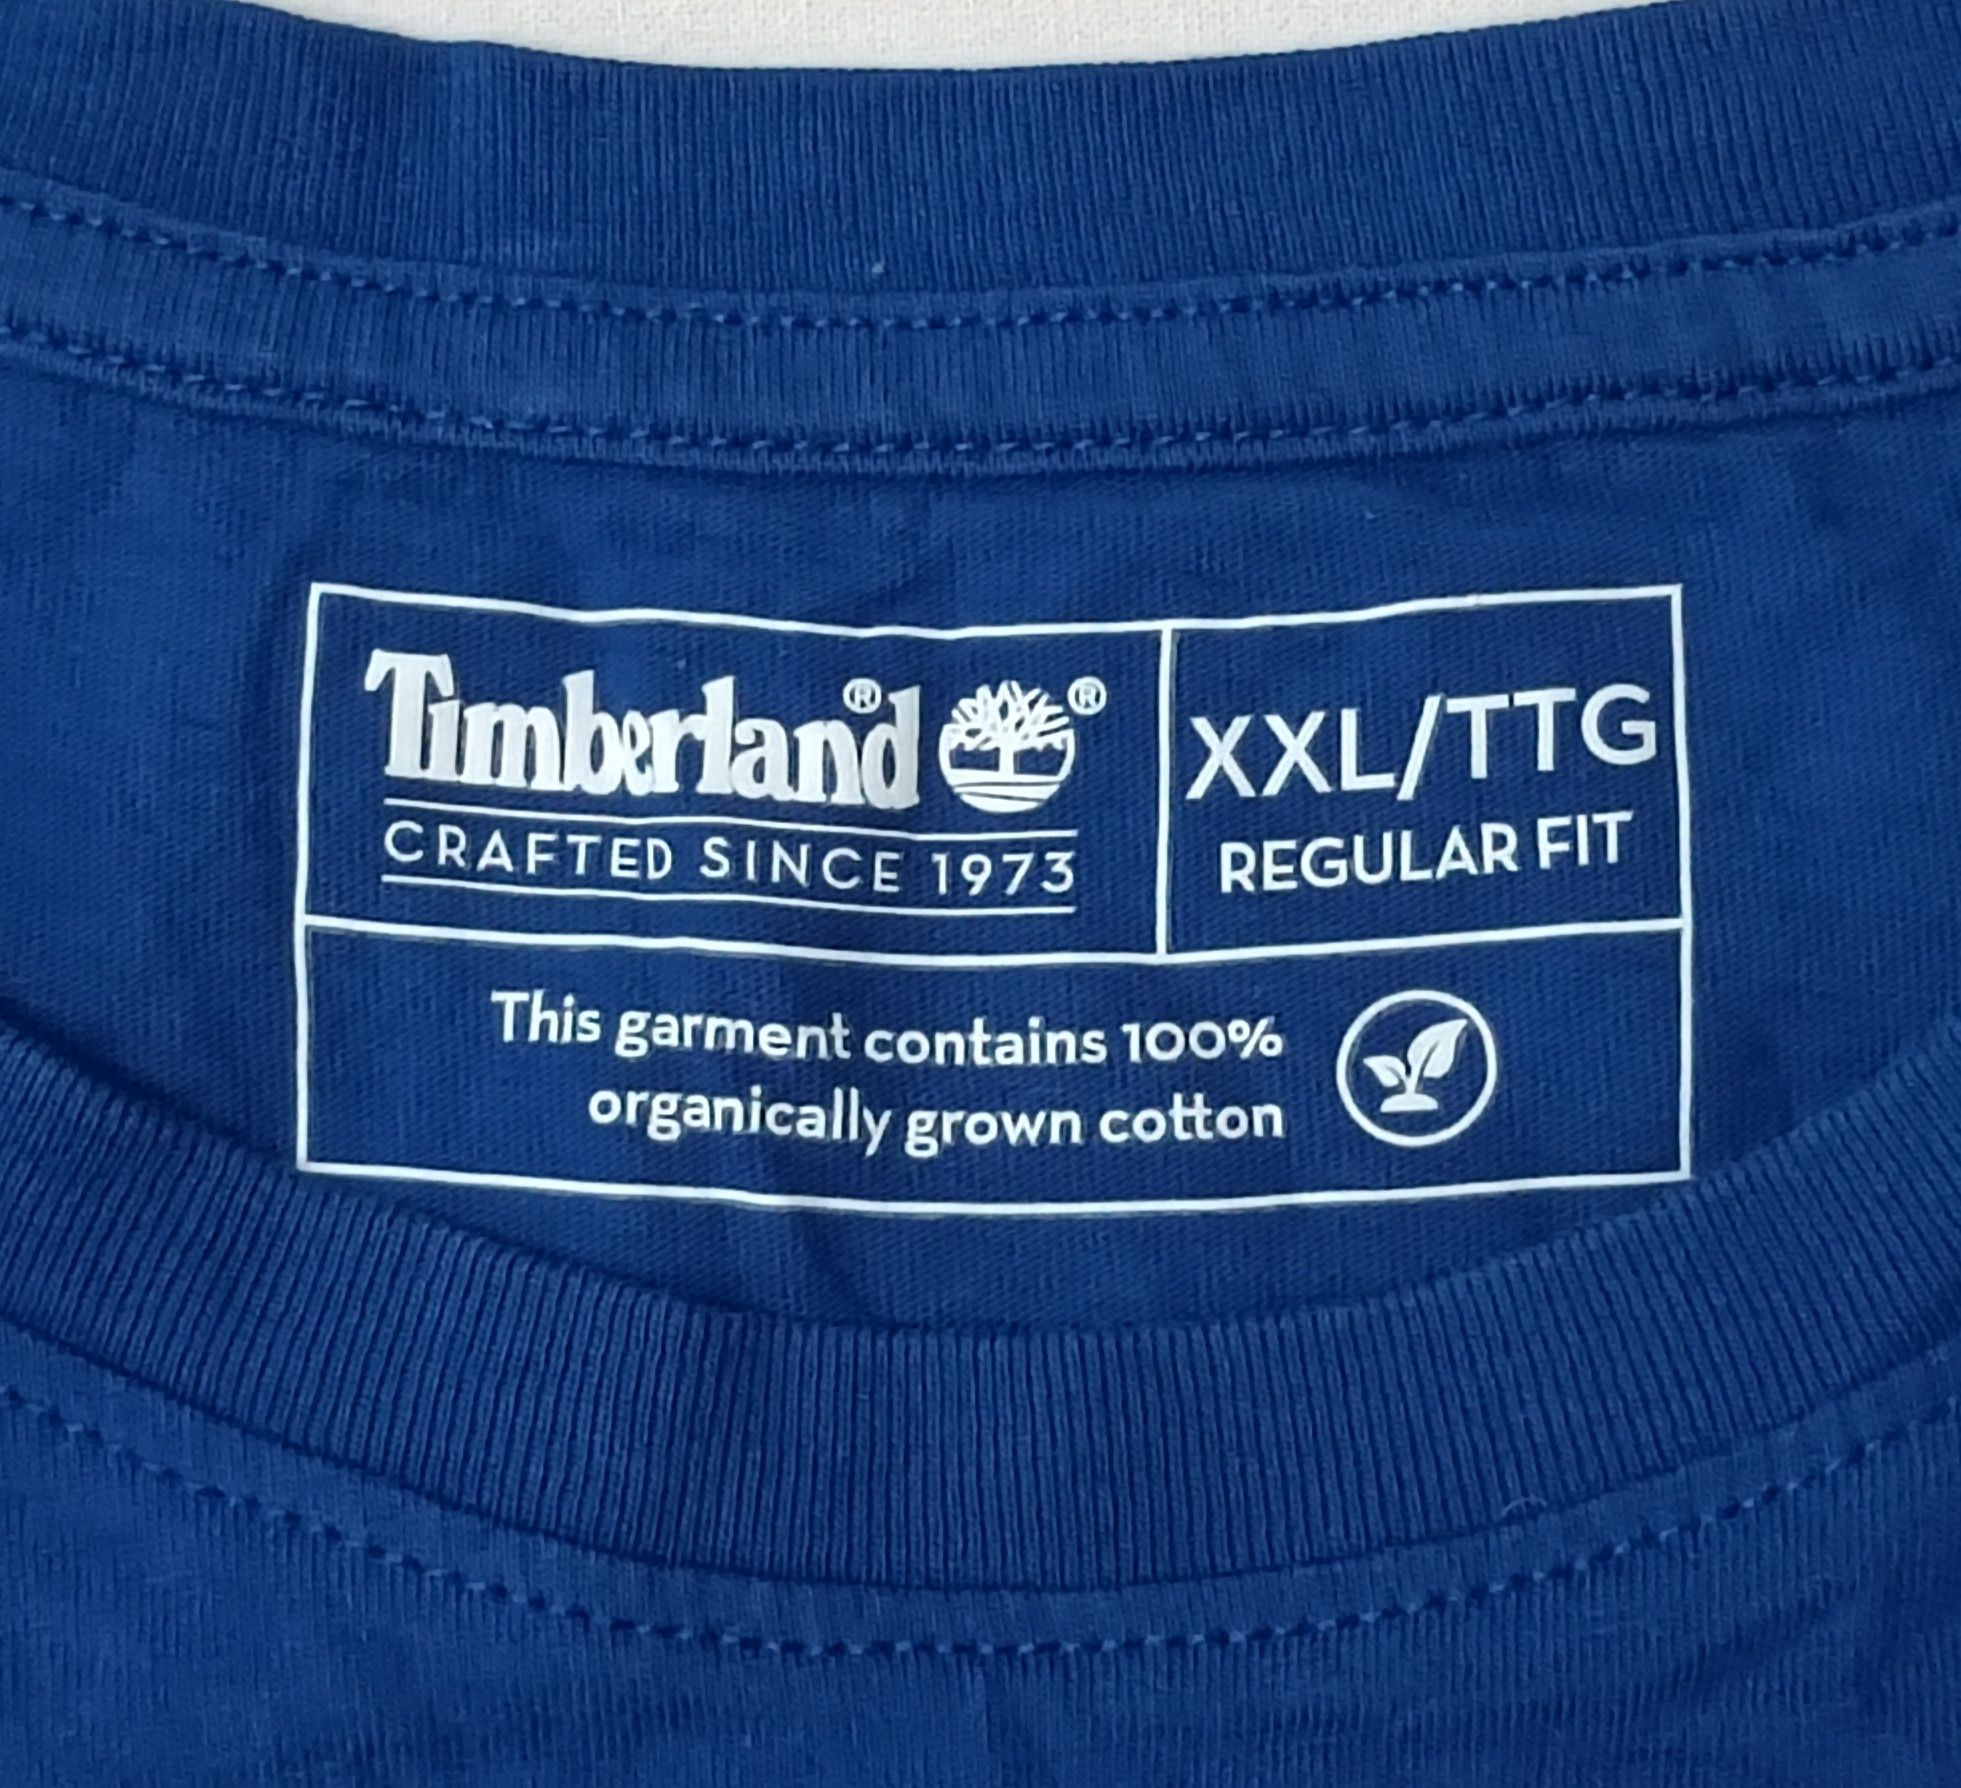 Timberland®
®
CRAFTED SINCE 1973
XXL/TTG
REGULAR FIT
This garment contains 100%
organically grown cotton